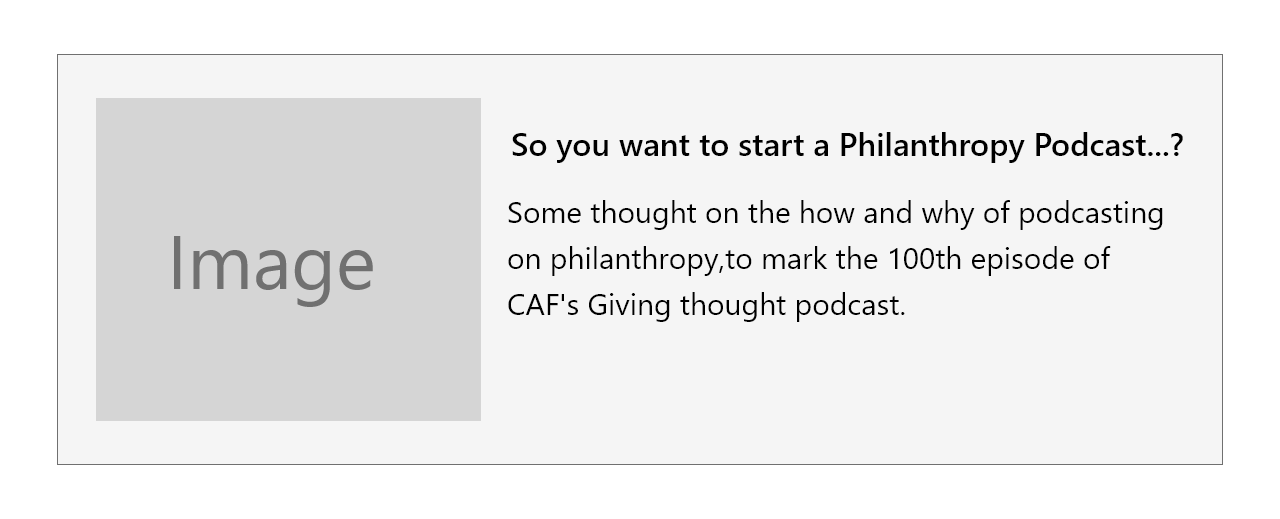 Image
So you want to start a Philanthropy Podcast...?
Some thought on the how and why of podcasting
on philanthropy,to mark the 100th episode of
CAF's Giving thought podcast.